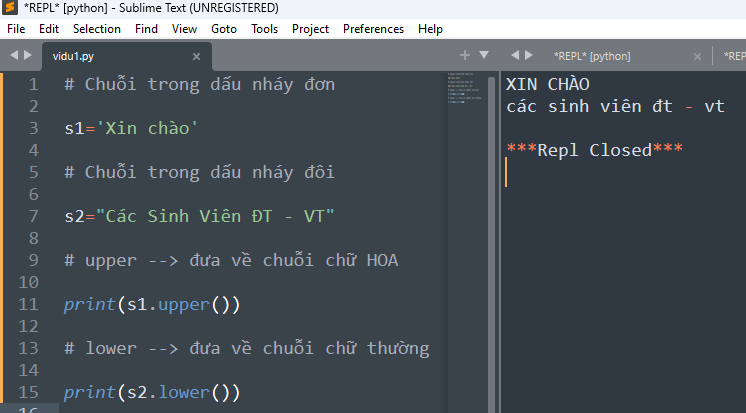 *REPL* [python] - Sublime Text (UNREGISTERED)
File Edit Selection Find View Goto Tools Project Preferences Help
vidu1.py
*REPL* [python]
1 # Chuỗi trong dấu nháy đơn
2
3 s1='Xin chào'
4
5 # Chuỗi trong dấu nháy đôi
6
7 s2="Các Sinh Viên ĐT - VT"
8
9 # upper --> đưa về chuỗi chữ HOA
10
11 print(s1.upper())
12
13 # lower --> đưa về chuỗi chữ thường
14
15 print(s2.lower())
16
XIN CHÀO
các sinh viên đt - vt
***Repl Closed***